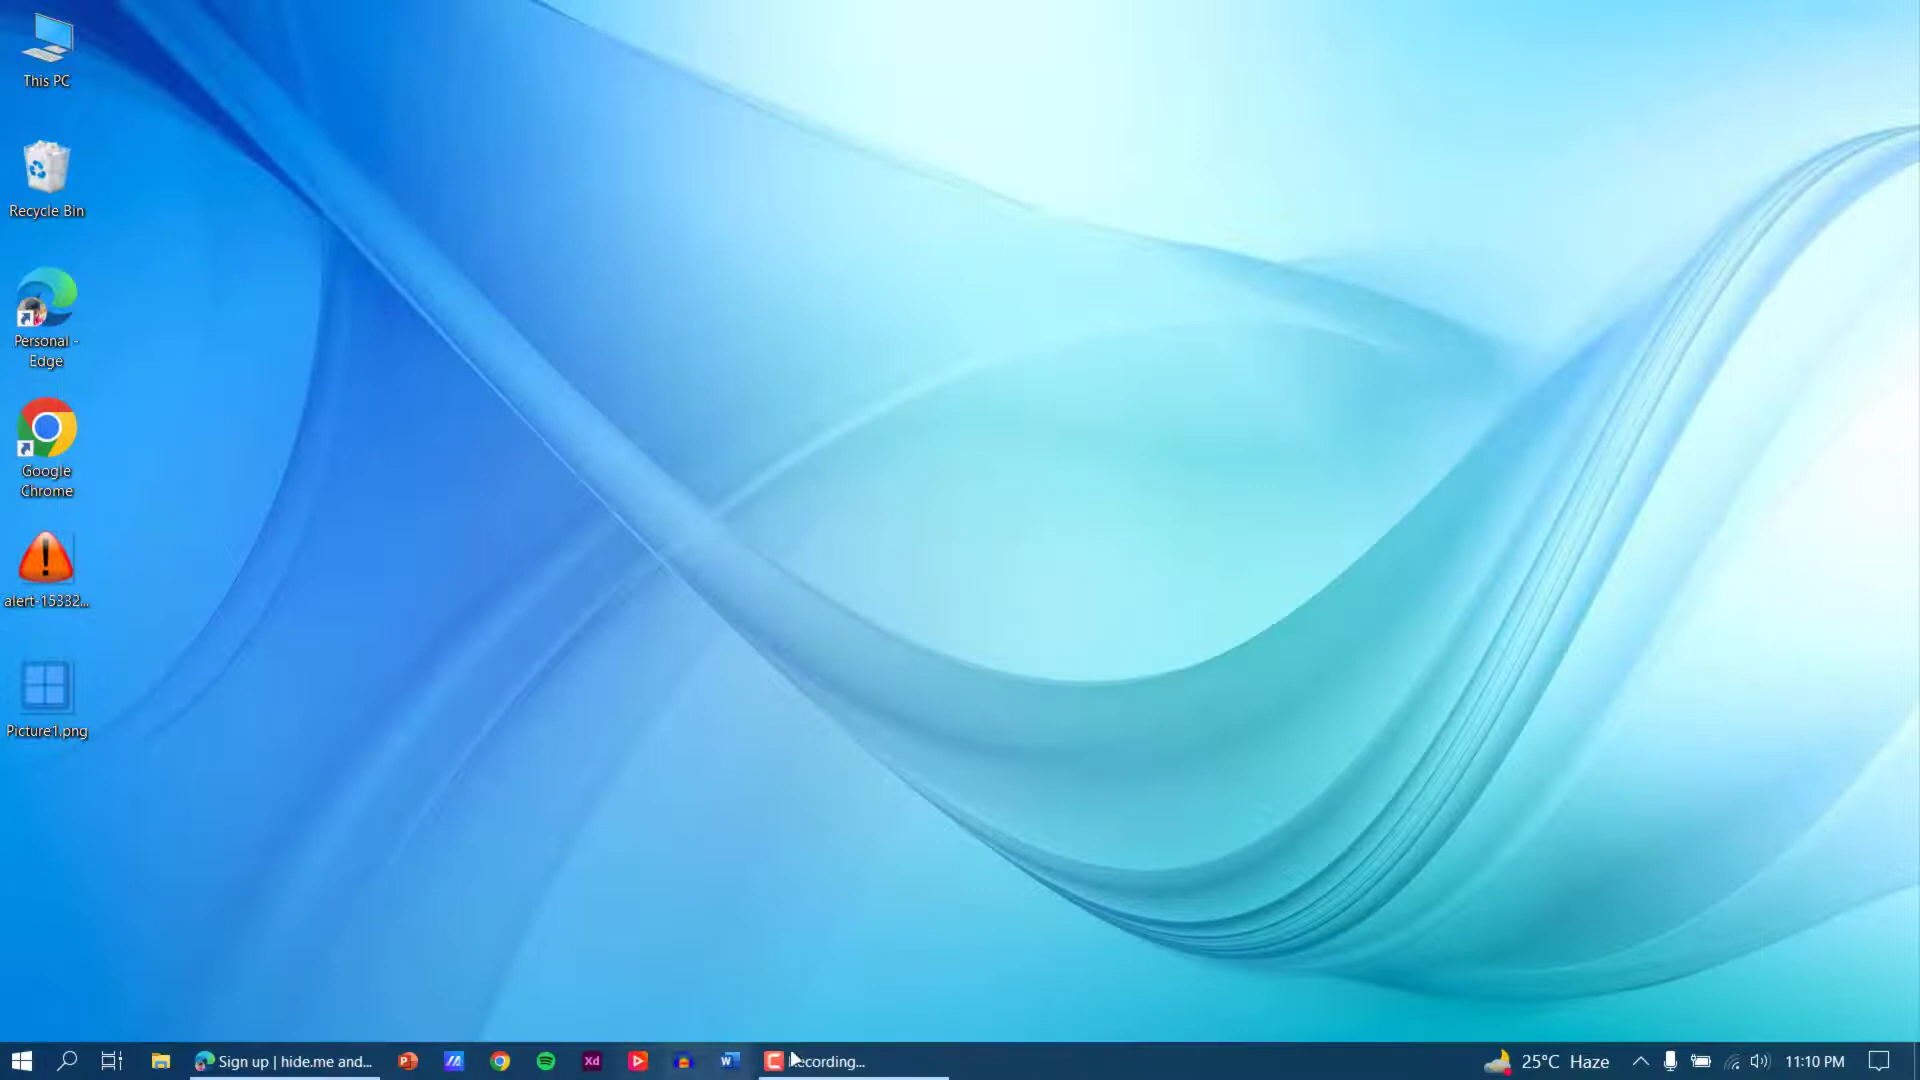 This PC
Recycle Bin
Personal -
Edge
Google
Chrome
alert-15332...
Picture1.png
Sign up | hide.me and...
Xd
Recording...
25°C Haze
11:10 PM